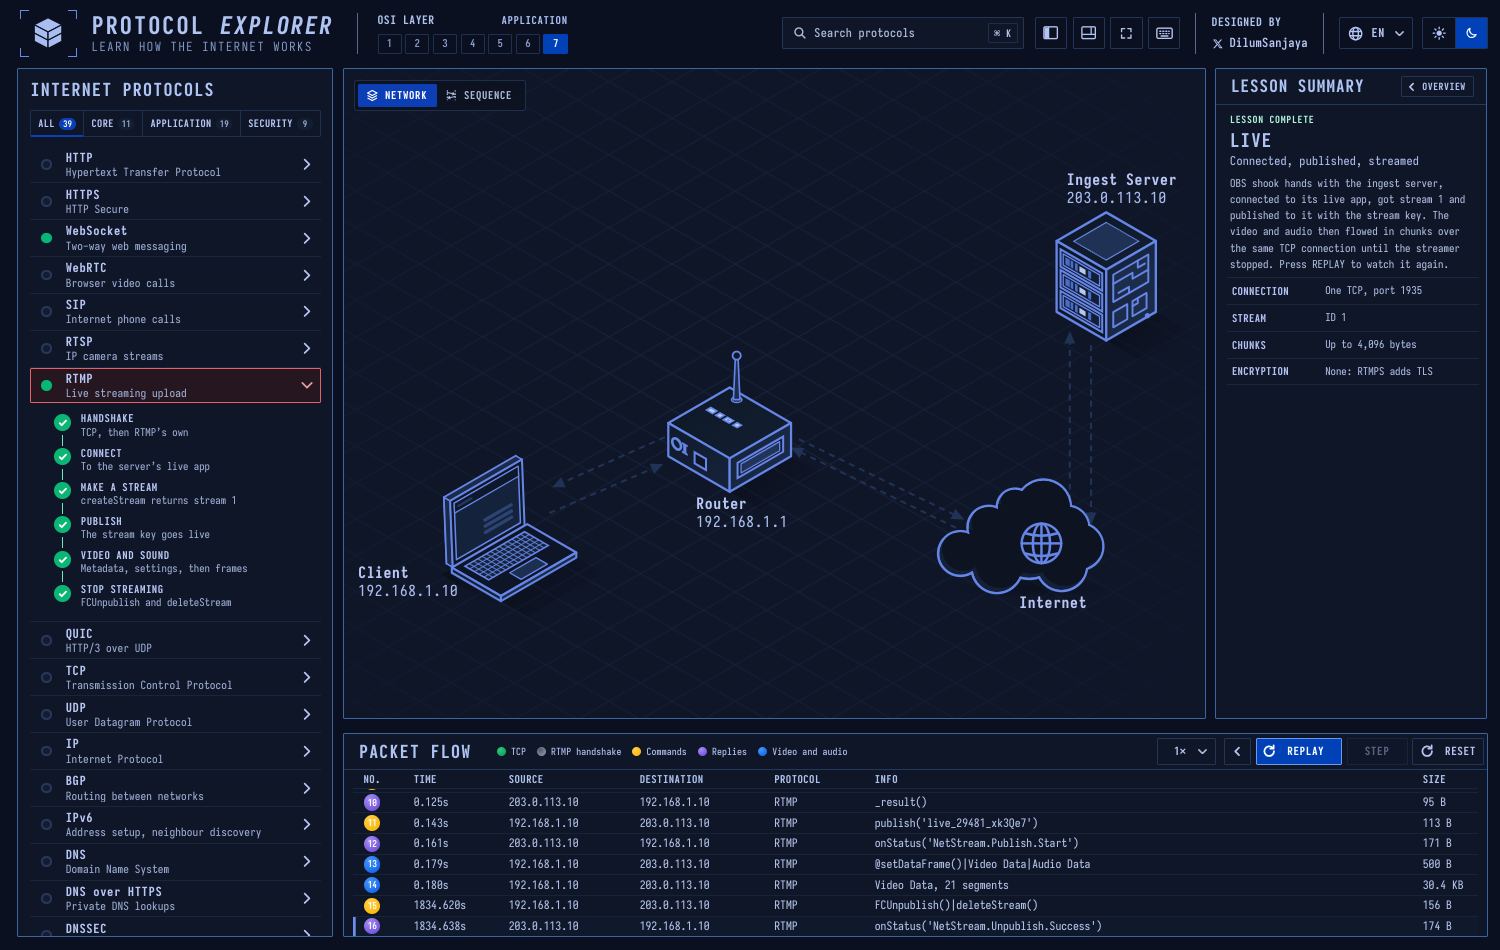 PROTOCOL EXPLORER
LEARN HOW THE INTERNET WORKS
OSI LAYER APPLICATION
1 2 3 4 5 6 7
Search protocols ⌘ K
DESIGNED BY
X DilumSanjaya
EN
INTERNET PROTOCOLS
ALL 39 CORE 11 APPLICATION 19 SECURITY 9
HTTP
Hypertext Transfer Protocol
HTTPS
HTTP Secure
WebSocket
Two-way web messaging
WebRTC
Browser video calls
SIP
Internet phone calls
RTSP
IP camera streams
RTMP
Live streaming upload
HANDSHAKE
TCP, then RTMP's own
CONNECT
To the server's live app
MAKE A STREAM
createStream returns stream 1
PUBLISH
The stream key goes live
VIDEO AND SOUND
Metadata, settings, then frames
STOP STREAMING
FCUnpublish and deleteStream
QUIC
HTTP/3 over UDP
TCP
Transmission Control Protocol
UDP
User Datagram Protocol
IP
Internet Protocol
BGP
Routing between networks
IPv6
Address setup, neighbour discovery
DNS
Domain Name System
DNS over HTTPS
Private DNS lookups
DNSSEC
NETWORK SEQUENCE
Ingest Server
203.0.113.10
Router
192.168.1.1
Client
192.168.1.10
Internet
LESSON SUMMARY OVERVIEW
LESSON COMPLETE
LIVE
Connected, published, streamed
OBS shook hands with the ingest server,
connected to its live app, got stream 1 and
published to it with the stream key. The
video and audio then flowed in chunks over
the same TCP connection until the streamer
stopped. Press REPLAY to watch it again.
CONNECTION One TCP, port 1935
STREAM ID 1
CHUNKS Up to 4,096 bytes
ENCRYPTION None: RTMPS adds TLS
PACKET FLOW TCP RTMP handshake Commands Replies Video and audio 1× REPLAY STEP RESET
NO. TIME SOURCE DESTINATION PROTOCOL INFO SIZE
10 0.125s 203.0.113.10 192.168.1.10 RTMP _result() 95 B
11 0.143s 192.168.1.10 203.0.113.10 RTMP publish('live_29481_xk3Qe7') 113 B
12 0.161s 203.0.113.10 192.168.1.10 RTMP onStatus('NetStream.Publish.Start') 171 B
13 0.179s 192.168.1.10 203.0.113.10 RTMP @setDataFrame()|Video Data|Audio Data 500 B
14 0.180s 192.168.1.10 203.0.113.10 RTMP Video Data, 21 segments 30.4 KB
15 1834.620s 192.168.1.10 203.0.113.10 RTMP FCUnpublish()|deleteStream() 156 B
16 1834.638s 203.0.113.10 192.168.1.10 RTMP onStatus('NetStream.Unpublish.Success') 174 B